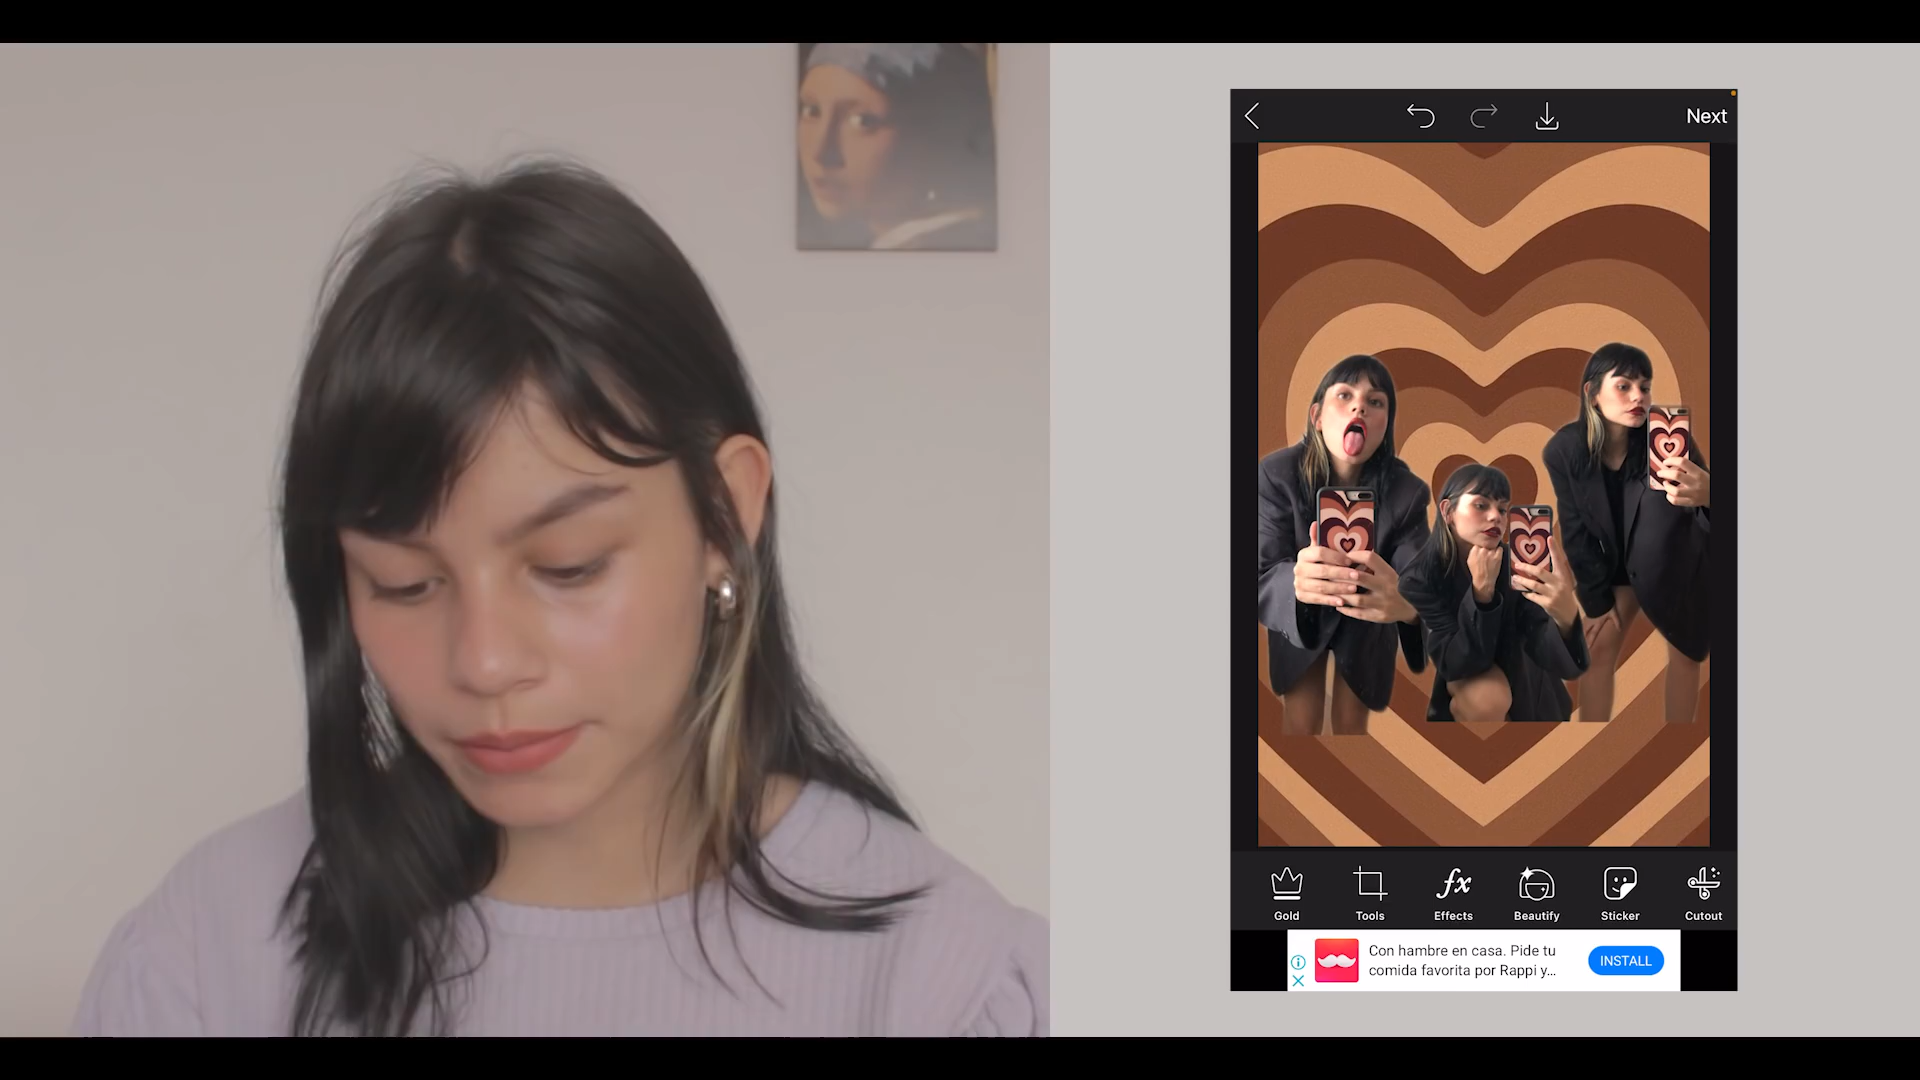 Next
Gold
Tools
Effects
Beautify
Sticker
Cutout
Con hambre en casa. Pide tu
comida favorita por Rappi y...
INSTALL